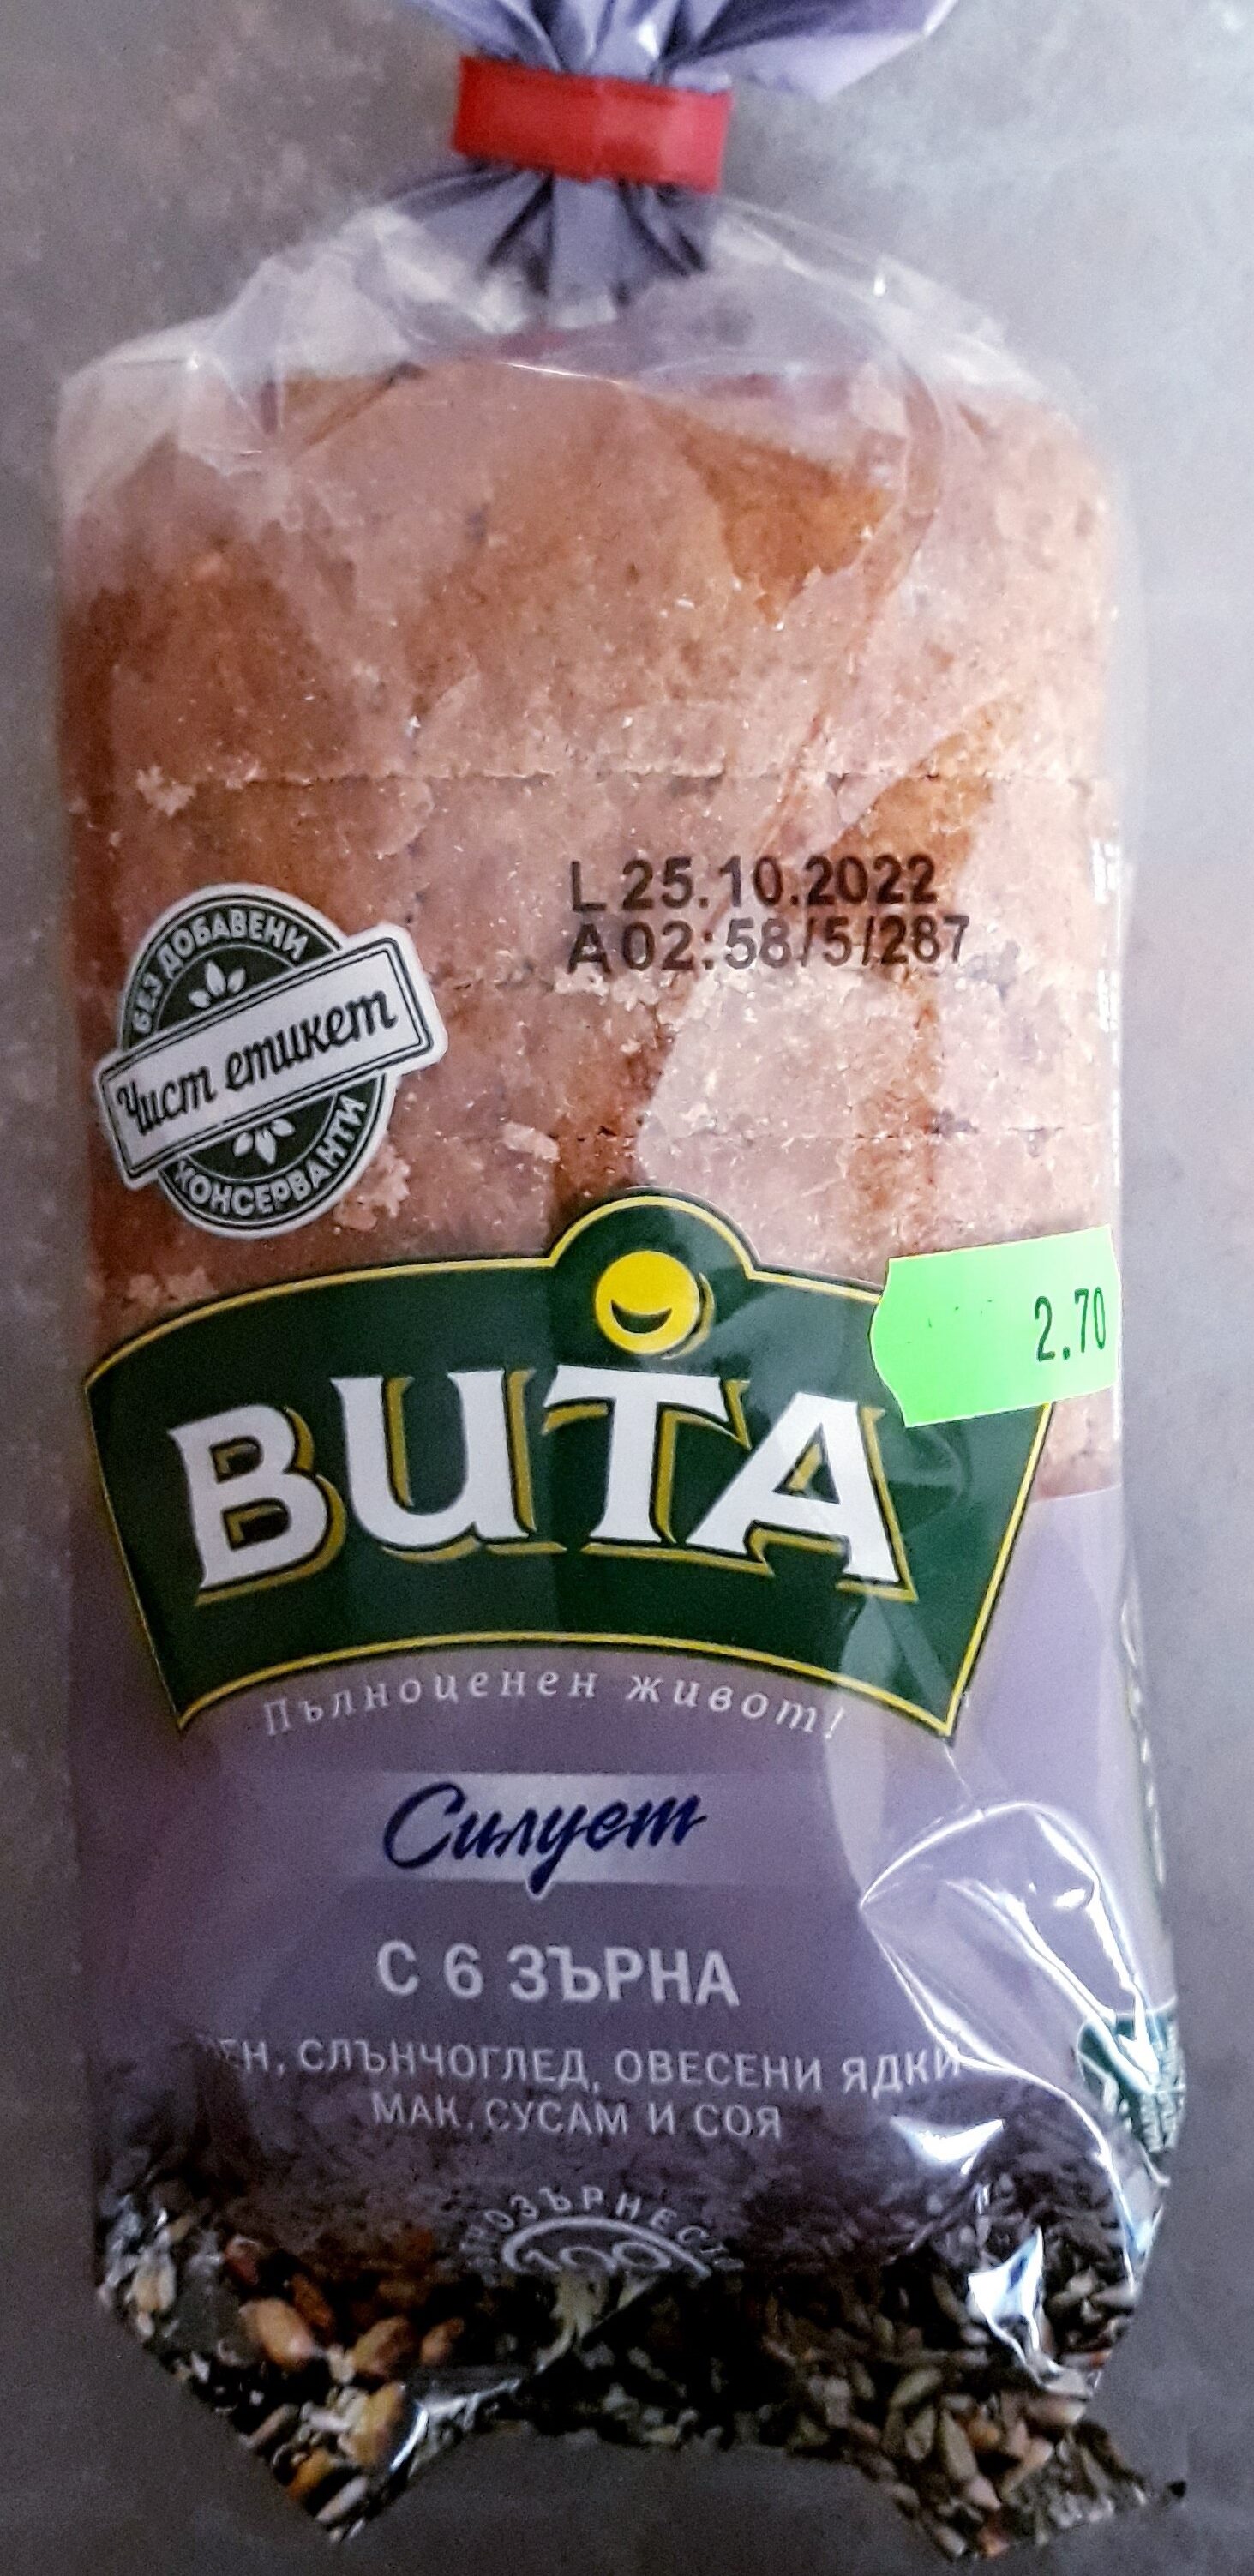 L 25.10.2022
A 02:58/5/287
БЕЗ ДОБАВЕНИ
Чист етикет
КОНСЕРВАНТИ
2.70
ВИТА
Пълноценен живот!
Силует
С 6 ЗЪРНА
СЛЪНЧОГЛЕД, ОВЕСЕНИ ЯДКИ
МАК, СУСАМ И СОЯ
100